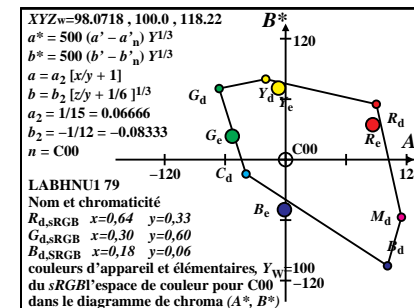 XYZw=98.0718, 100.0, 118.22
a* = 500 (a' – a'n) Y1/3
b* = 500 (b' – b'n) Y1/3
a = a2 [x/y + 1]
b = b2 [z/y + 1/6 ]1/3
a2 = 1/15 = 0.06666
b2 = –1/12 = –0.08333
n = C00
LABHNU1 79
Nom et chromaticité
Rd,sRGB x=0,64 y=0,33
Gd,sRGB x=0,30 y=0,60
Bd,SRGB x=0,18 y=0,06
couleurs d'appareil et élémentaires, YW=100
du sRGBl'espace de couleur pour C00
dans le diagramme de chroma (A*, B*)
B*
120
Gd
Yd
Ye
Rd
Re
Ge
C00
A
–120
12
Cd
Be
Md
Bd
–120